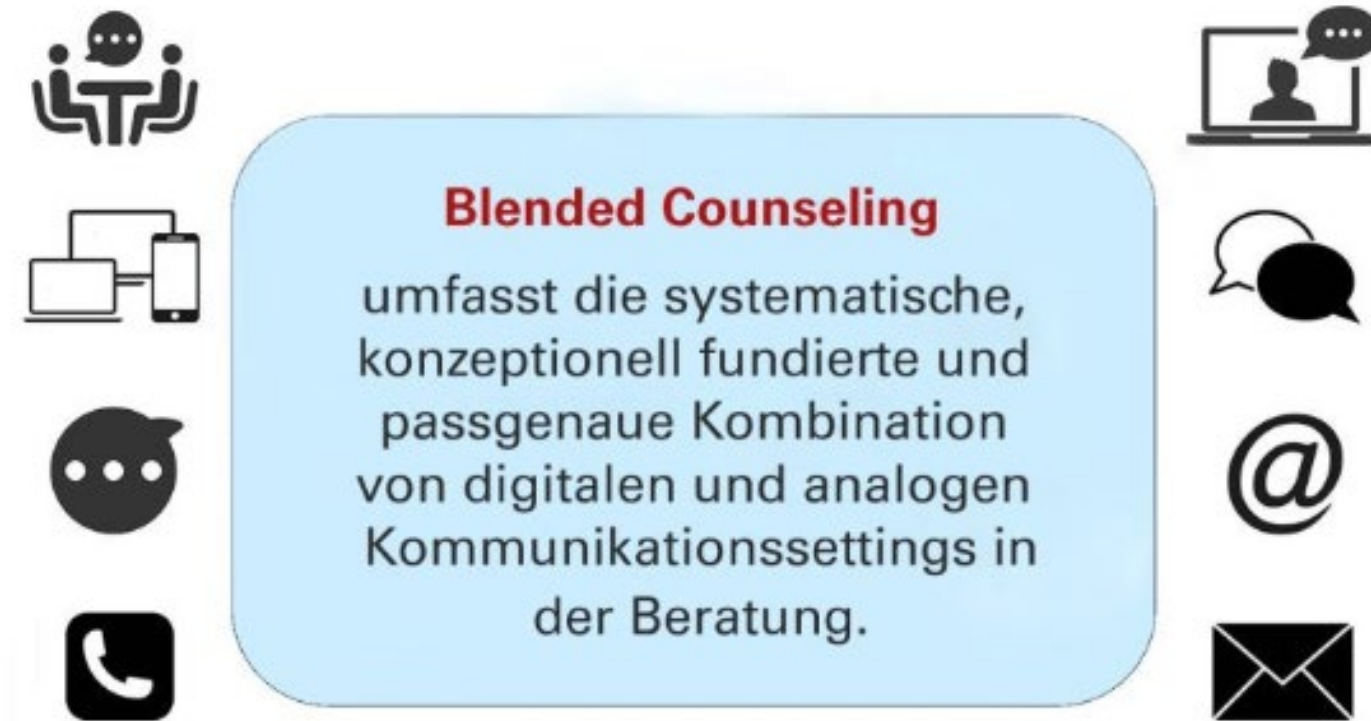 Blended Counseling
umfasst die systematische,
konzeptionell fundierte und
passgenaue Kombination
von digitalen und analogen
Kommunikationssettings in
der Beratung.
@